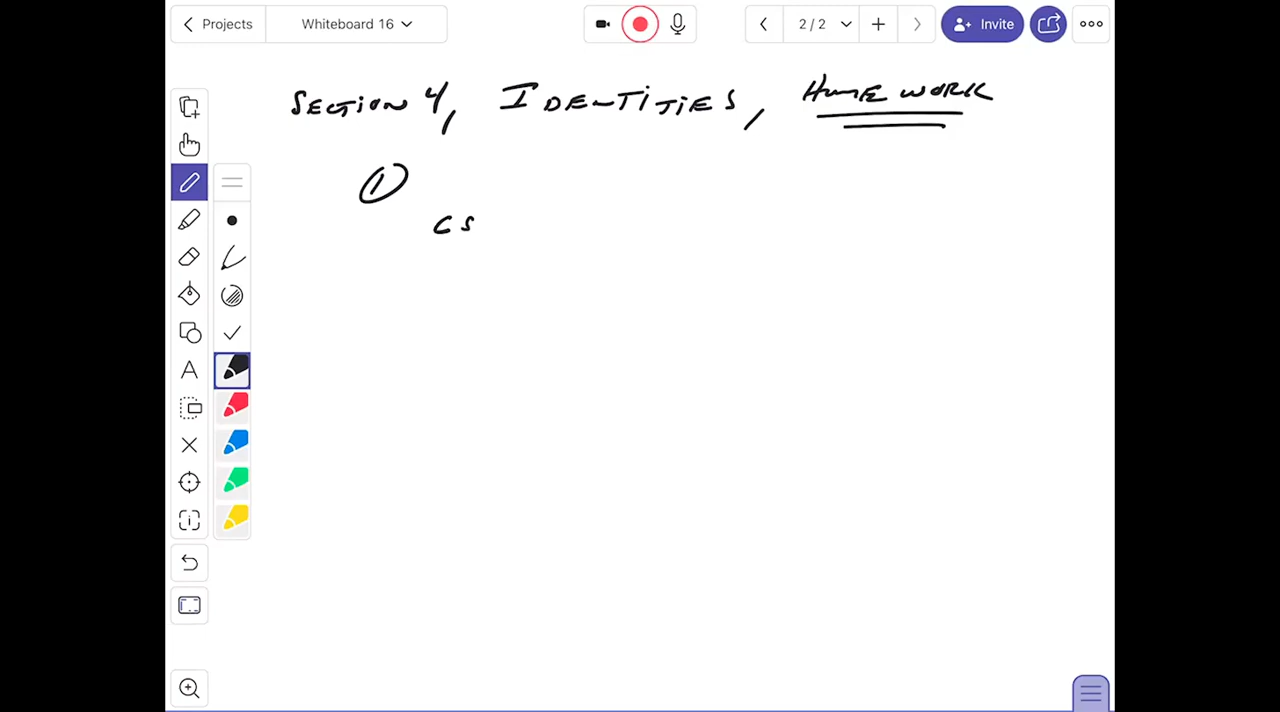 Projects
Whiteboard 16
2 / 2
Invite
SECTION 4, IDENTITIES, HOMEWORK
1
cs